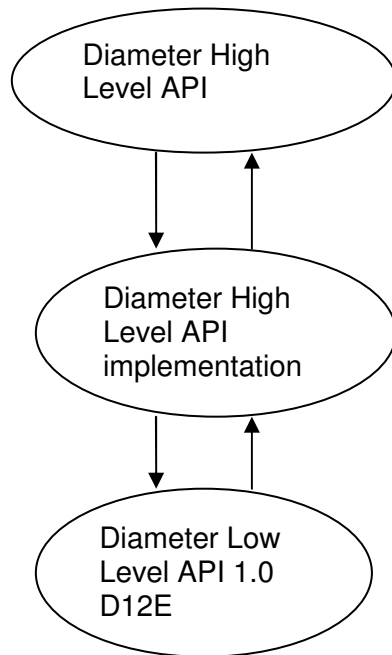 Diameter High
Level API
Diameter High
Level API
implementation
Diameter Low
Level API 1.0
D12E